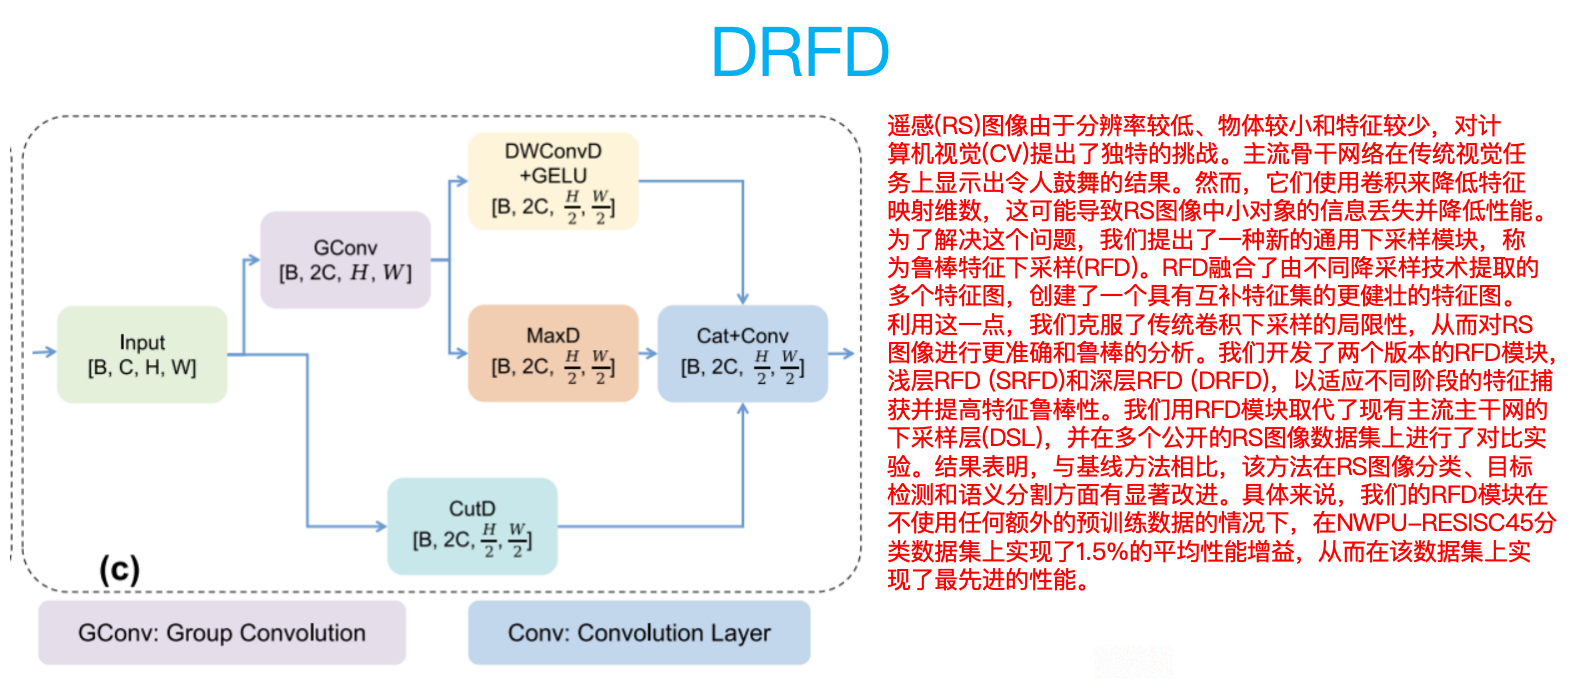 DRFD
Input
[B, C, H, W]
GConv
[B, 2C, H, W]
DWConvD
+GELU
[B, 2C, H/2, W/2]
MaxD
[B, 2C, H/2, W/2]
Cat+Conv
[B, 2C, H/2, W/2]
CutD
[B, 2C, H/2, W/2]
(c)
GConv: Group Convolution
Conv: Convolution Layer
遥感(RS)图像由于分辨率较低、物体较小和特征较少，对计
算机视觉(CV)提出了独特的挑战。主流骨干网络在传统视觉任
务上显示出令人鼓舞的结果。然而，它们使用卷积来降低特征
映射维数，这可能导致RS图像中小对象的信息丢失并降低性能。
为了解决这个问题，我们提出了一种新的通用下采样模块，称
为鲁棒特征下采样(RFD)。RFD融合了由不同降采样技术提取的
多个特征图，创建了一个具有互补特征集的更健壮的特征图。
利用这一点，我们克服了传统卷积下采样的局限性，从而对RS
图像进行更准确和鲁棒的分析。我们开发了两个版本的RFD模块，
浅层RFD (SRFD)和深层RFD (DRFD)，以适应不同阶段的特征捕
获并提高特征鲁棒性。我们用RFD模块取代了现有主流主干网的
下采样层(DSL)，并在多个公开的RS图像数据集上进行了对比实
验。结果表明，与基线方法相比，该方法在RS图像分类、目标
检测和语义分割方面有显著改进。具体来说，我们的RFD模块在
不使用任何额外的预训练数据的情况下，在NWPU-RESISC45分
类数据集上实现了1.5%的平均性能增益，从而在该数据集上实
现了最先进的性能。